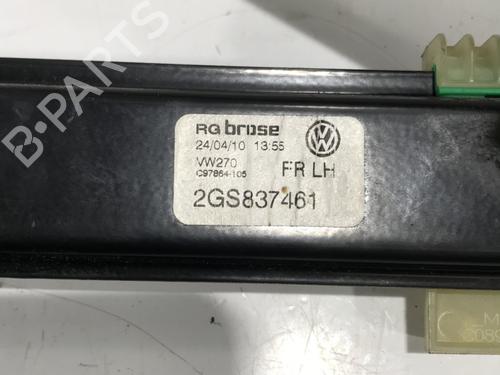 RG brose
24/04/10 13:55
VW270 FR LH
C97864-105
2GS837461
B-PARTS